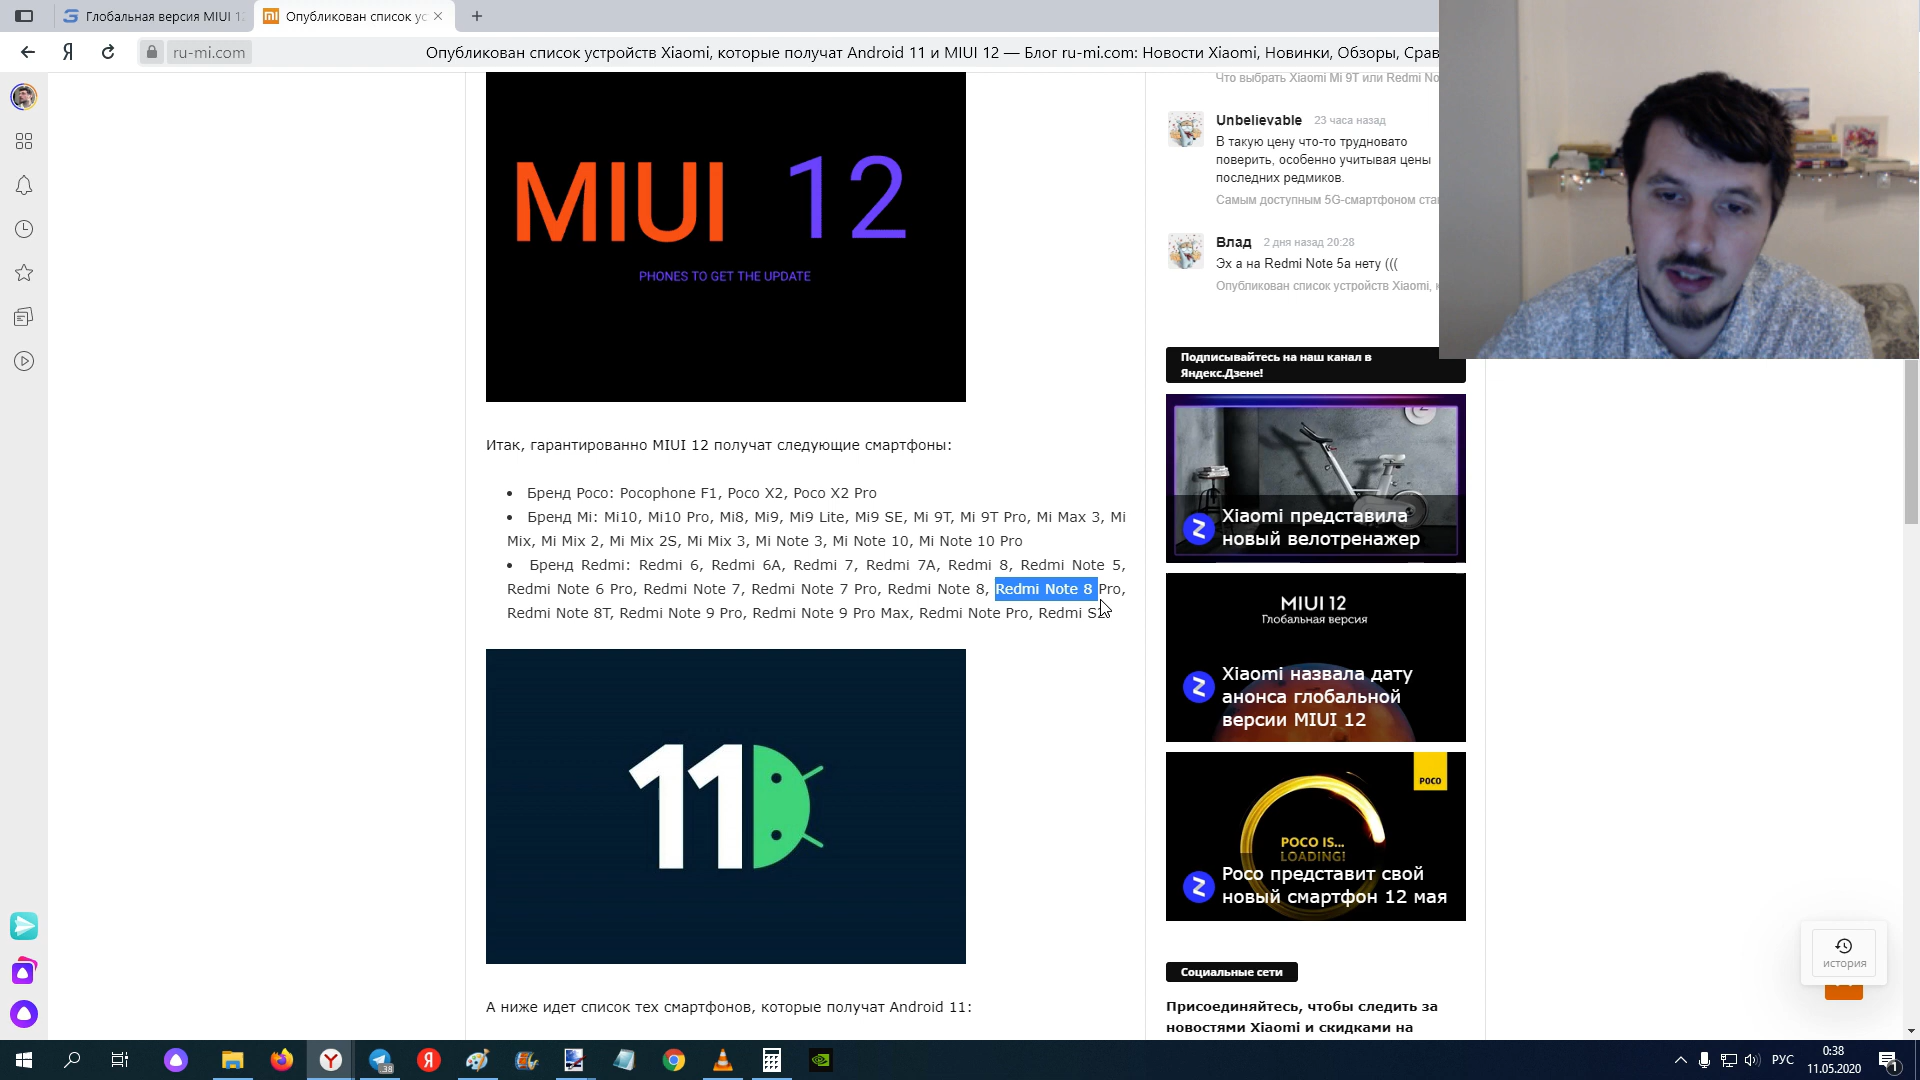 Глобальная версия MIUI 12
Опубликован список ус
ru-mi.com
Опубликован список устройств Xiaomi, которые получат Android 11 и MIUI 12 — Блог ru-mi.com: Новости Xiaomi, Новинки, Обзоры, Срав
MIUI 12
PHONES TO GET THE UPDATE
Итак, гарантированно MIUI 12 получат следующие смартфоны:
• Бренд Poco: Pocophone F1, Poco X2, Poco X2 Pro
• Бренд Mi: Mi10, Mi10 Pro, Mi8, Mi9, Mi9 Lite, Mi9 SE, Mi 9T, Mi 9T Pro, Mi Max 3, Mi
Mix, Mi Mix 2, Mi Mix 2S, Mi Mix 3, Mi Note 3, Mi Note 10, Mi Note 10 Pro
• Бренд Redmi: Redmi 6, Redmi 6A, Redmi 7, Redmi 7A, Redmi 8, Redmi Note 5,
Redmi Note 6 Pro, Redmi Note 7, Redmi Note 7 Pro, Redmi Note 8, Redmi Note 8 Pro,
Redmi Note 8T, Redmi Note 9 Pro, Redmi Note 9 Pro Max, Redmi Note Pro, Redmi S2
11
А ниже идет список тех смартфонов, которые получат Android 11:
Что выбрать Xiaomi Mi 9T или Redmi No
Unbelievable 23 часа назад
В такую цену что-то трудновато
поверить, особенно учитывая цены
последних редмиков.
Самым доступным 5G-смартфоном ста
Влад 2 дня назад 20:28
Эх а на Redmi Note 5a нету (((
Опубликован список устройств Xiaomi, к
Подписывайтесь на наш канал в
Яндекс.Дзене!
Xiaomi представила
новый велотренажер
MIUI 12
Глобальная версия
Xiaomi назвала дату
анонса глобальной
версии MIUI 12
POCO
POCO IS...
LOADING!
Poco представит свой
новый смартфон 12 мая
Социальные сети
Присоединяйтесь, чтобы следить за
новостями Xiaomi и скидками на
история
.38
РУС
0:38
11.05.2020
1